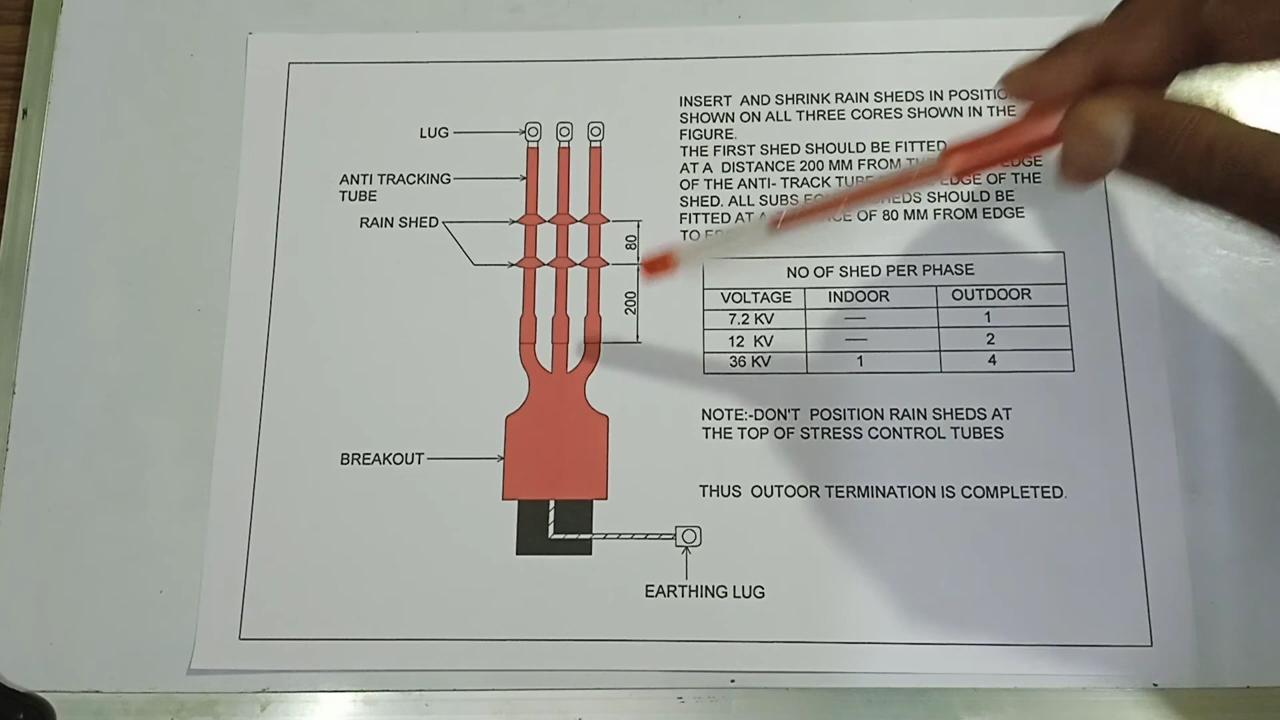 LUG
ANTI TRACKING
TUBE
RAIN SHED
80
200
BREAKOUT
EARTHING LUG
INSERT AND SHRINK RAIN SHEDS IN
SHOWN ON ALL THREE CORES SHOWN IN THE
FIGURE.
THE FIRST SHED SHOULD BE FITTED
AT A DISTANCE 200 MM FROM EDGE
OF THE ANTI- TRACK TUBE EDGE OF THE
SHED. ALL SHOULD BE
FITTED AT OF 80 MM FROM EDGE
TO
NO OF SHED PER PHASE
VOLTAGE INDOOR OUTDOOR
7.2 KV — 1
12 KV — 2
36 KV 1 4
NOTE:-DON'T POSITION RAIN SHEDS AT
THE TOP OF STRESS CONTROL TUBES
THUS OUTOOR TERMINATION IS COMPLETED.